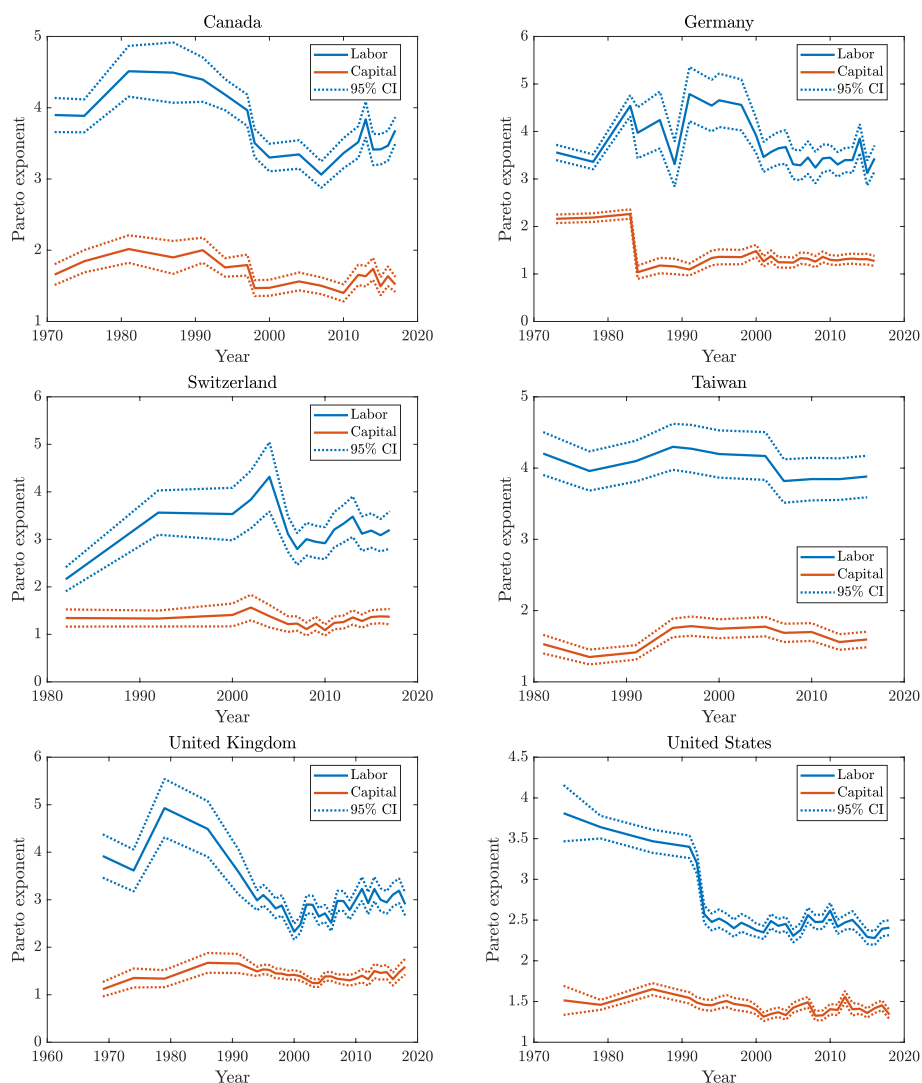 Canada
Pareto exponent
5
4
3
2
1
Labor
Capital
95% CI
1970 1980 1990 2000 2010 2020
Year
Germany
Pareto exponent
6
5
4
3
2
1
0
Labor
Capital
95% CI
1970 1980 1990 2000 2010 2020
Year
Switzerland
Pareto exponent
6
5
4
3
2
1
0
Labor
Capital
95% CI
1980 1990 2000 2010 2020
Year
Taiwan
Pareto exponent
5
4
3
2
1
Labor
Capital
95% CI
1980 1990 2000 2010 2020
Year
United Kingdom
Pareto exponent
6
5
4
3
2
1
0
Labor
Capital
95% CI
1960 1970 1980 1990 2000 2010 2020
Year
United States
Pareto exponent
4.5
4
3.5
3
2.5
2
1.5
1
Labor
Capital
95% CI
1970 1980 1990 2000 2010 2020
Year